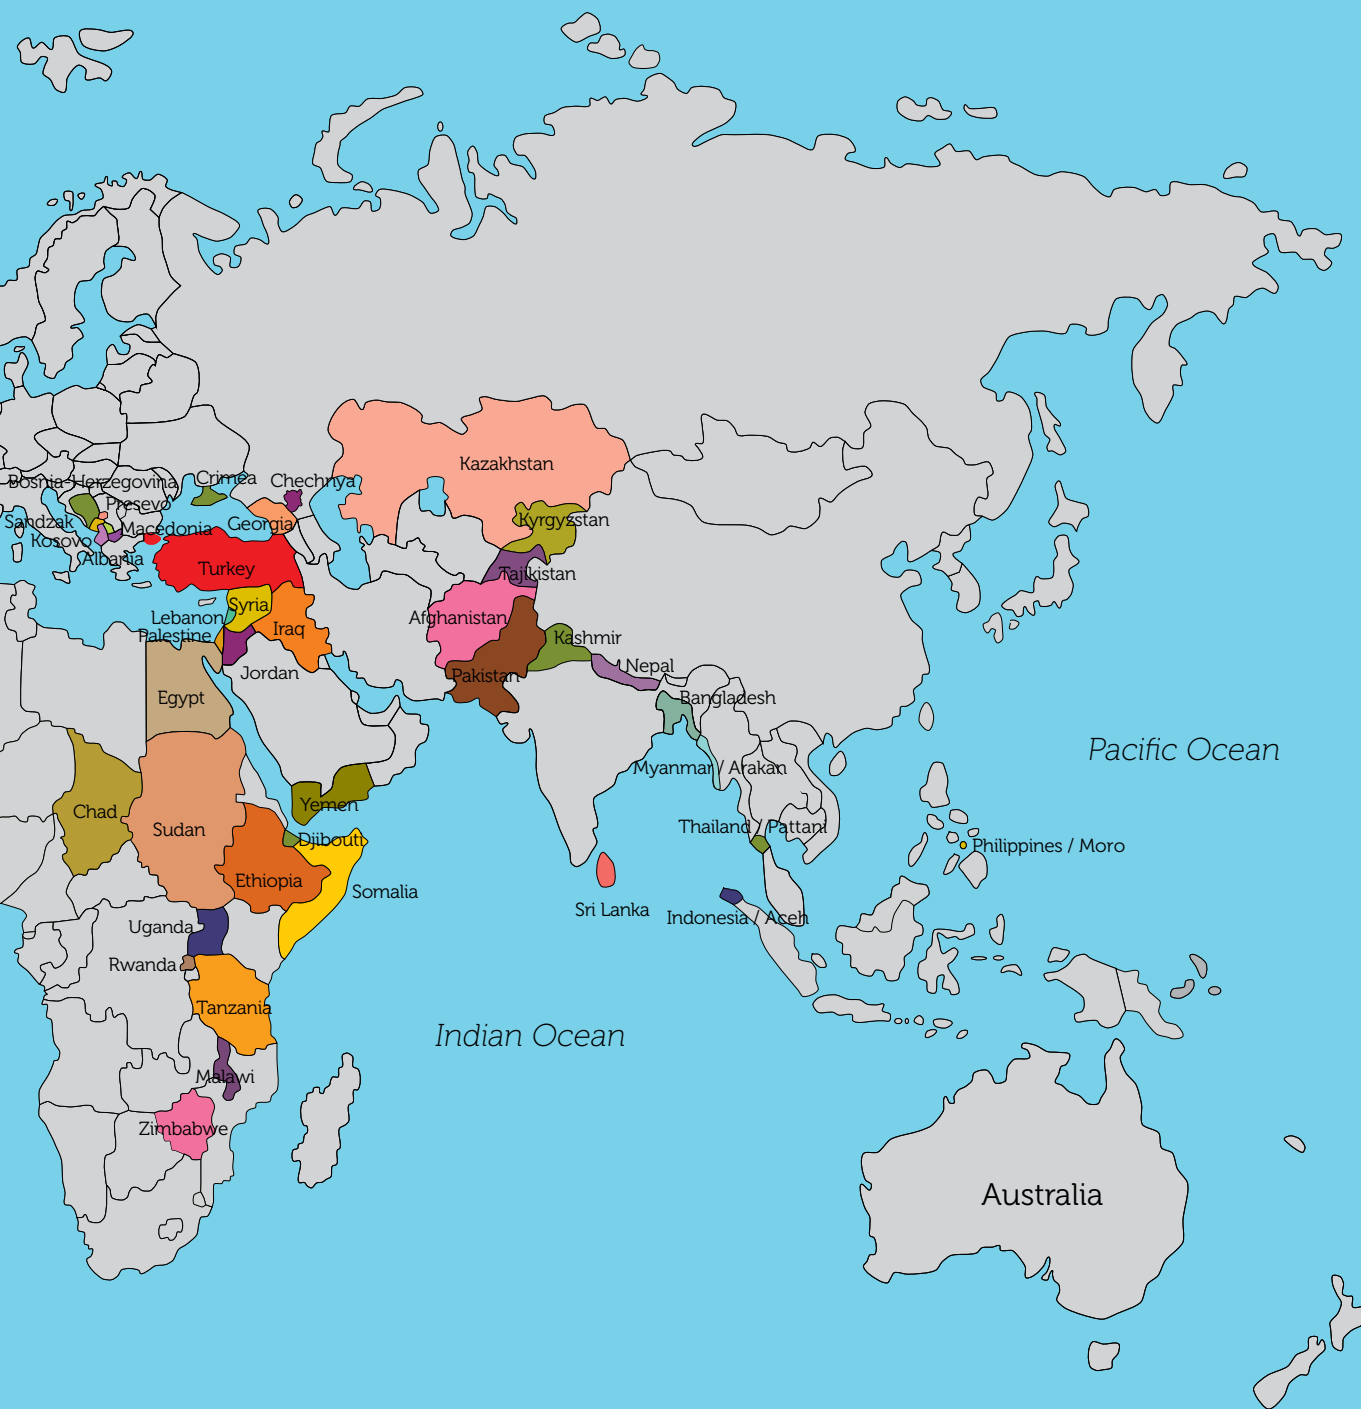 Kazakhstan
Bosnia-Herzegovina
Crimea
Chechnya
Presevo
Sandzak
Macedonia
Georgia
Kyrgyzstan
Kosovo
Albania
Turkey
Tajikistan
Syria
Lebanon
Afghanistan
Iraq
Palestine
Kashmir
Nepal
Jordan
Pakistan
Egypt
Bangladesh
Pacific Ocean
Myanmar / Arakan
Yemen
Chad
Sudan
Thailand / Pattani
Djibouti
Philippines / Moro
Ethiopia
Somalia
Sri Lanka
Indonesia / Aceh
Uganda
Rwanda
Tanzania
Indian Ocean
Malawi
Zimbabwe
Australia